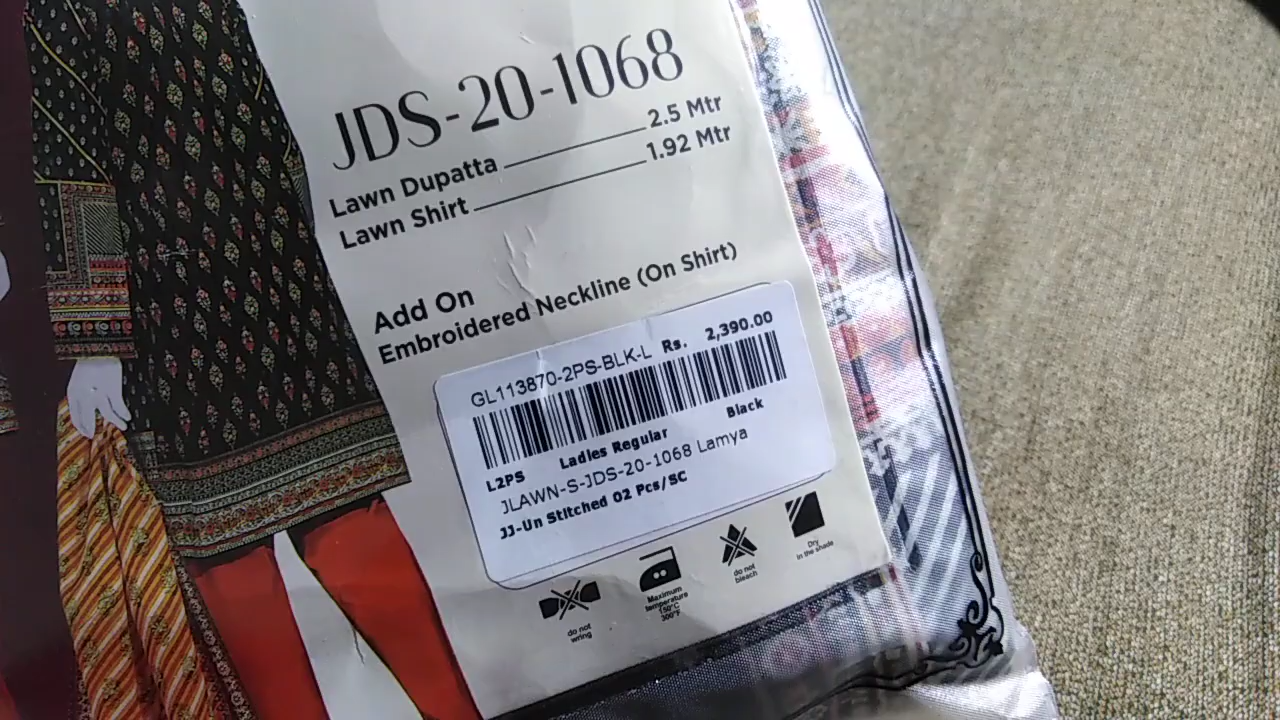 JDS-20-1068
Lawn Dupatta 2.5 Mtr
Lawn Shirt 1.92 Mtr
Add On
Embroidered Neckline (On Shirt)
GL113870-2PS-BLK-L Rs. 2,390.00
L2PS Ladies Regular Black
JLAWN-S-JDS-20-1068 Lamya
JJ-Un Stitched 02 Pcs/SC
do not
wring
Maximum
temperature
150°C
300°F
do not
bleach
Dry
in the shade